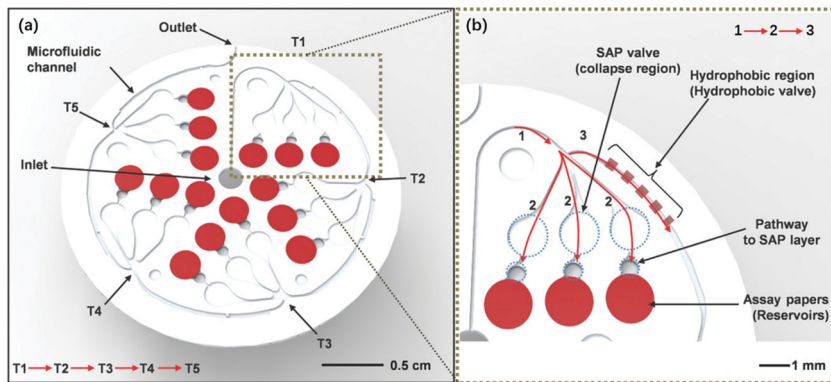 (a)
Outlet
T1
Microfluidic
channel
T5
Inlet
T2
T4
T3
T1 → T2 → T3 → T4 → T5
0.5 cm
(b)
1 → 2 → 3
SAP valve
(collapse region)
Hydrophobic region
(Hydrophobic valve)
1
3
2
2
2
Pathway
to SAP layer
Assay papers
(Reservoirs)
1 mm